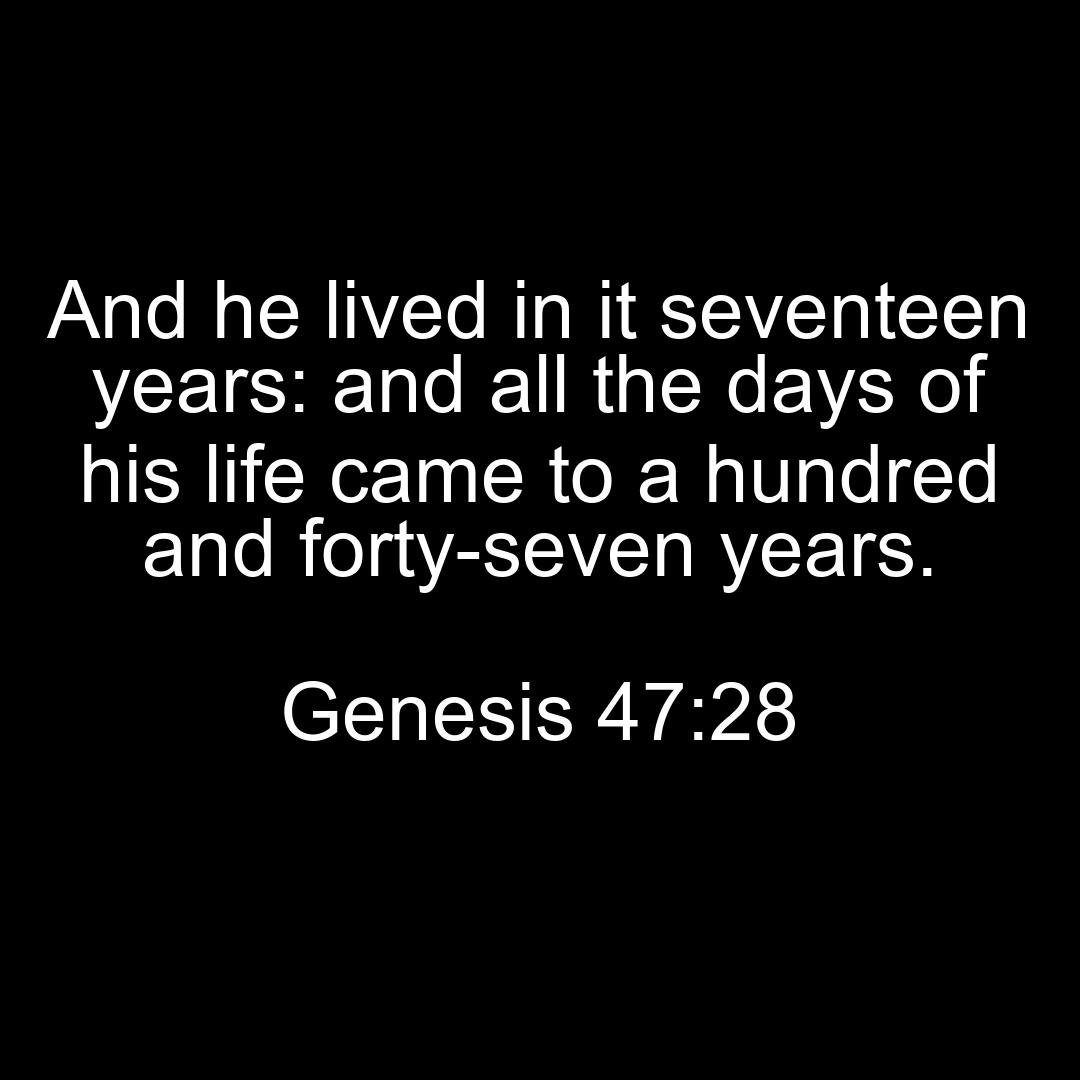 And he lived in it seventeen
years: and all the days of
his life came to a hundred
and forty-seven years.
Genesis 47:28